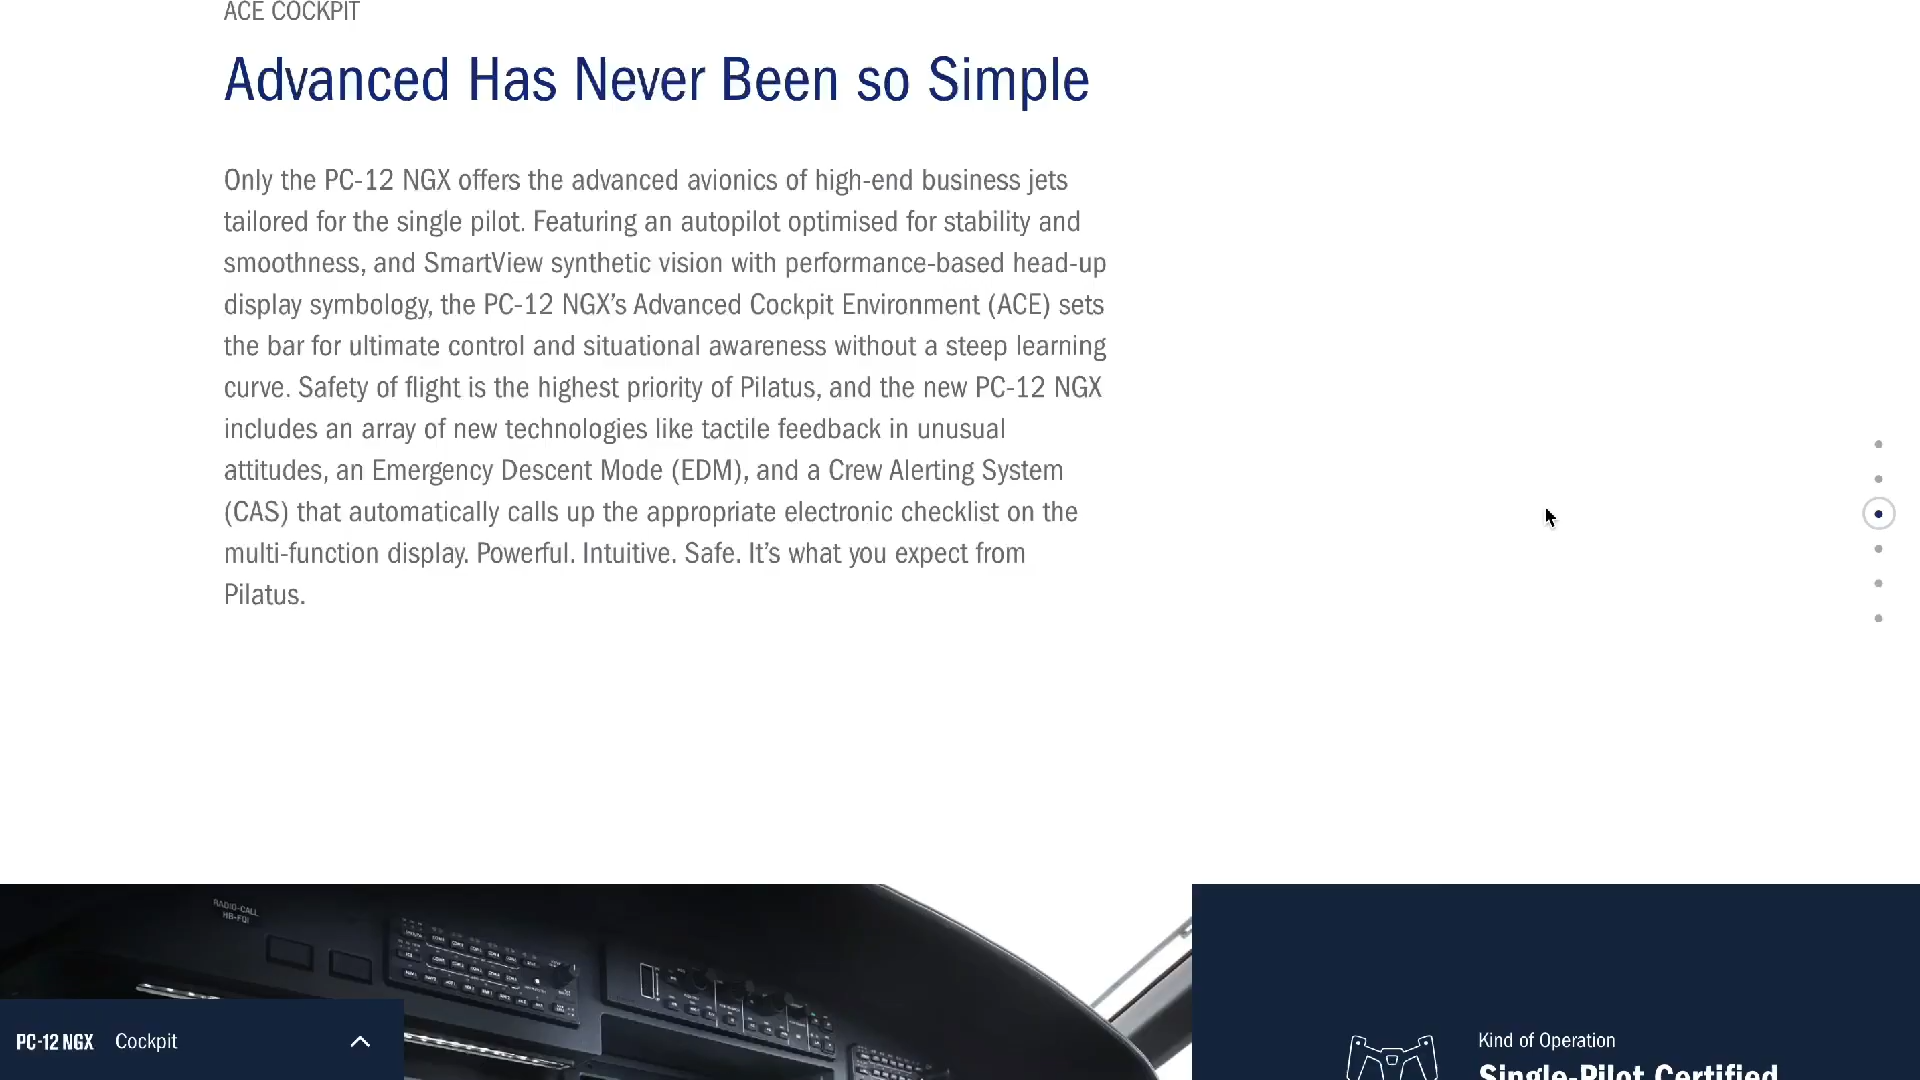 ACE COCKPIT
Advanced Has Never Been so Simple
Only the PC-12 NGX offers the advanced avionics of high-end business jets
tailored for the single pilot. Featuring an autopilot optimised for stability and
smoothness, and SmartView synthetic vision with performance-based head-up
display symbology, the PC-12 NGX’s Advanced Cockpit Environment (ACE) sets
the bar for ultimate control and situational awareness without a steep learning
curve. Safety of flight is the highest priority of Pilatus, and the new PC-12 NGX
includes an array of new technologies like tactile feedback in unusual
attitudes, an Emergency Descent Mode (EDM), and a Crew Alerting System
(CAS) that automatically calls up the appropriate electronic checklist on the
multi-function display. Powerful. Intuitive. Safe. It’s what you expect from
Pilatus.
RADIO-CALL
HB-FQI
PC-12 NGX Cockpit
Kind of Operation
Single-Pilot Certified